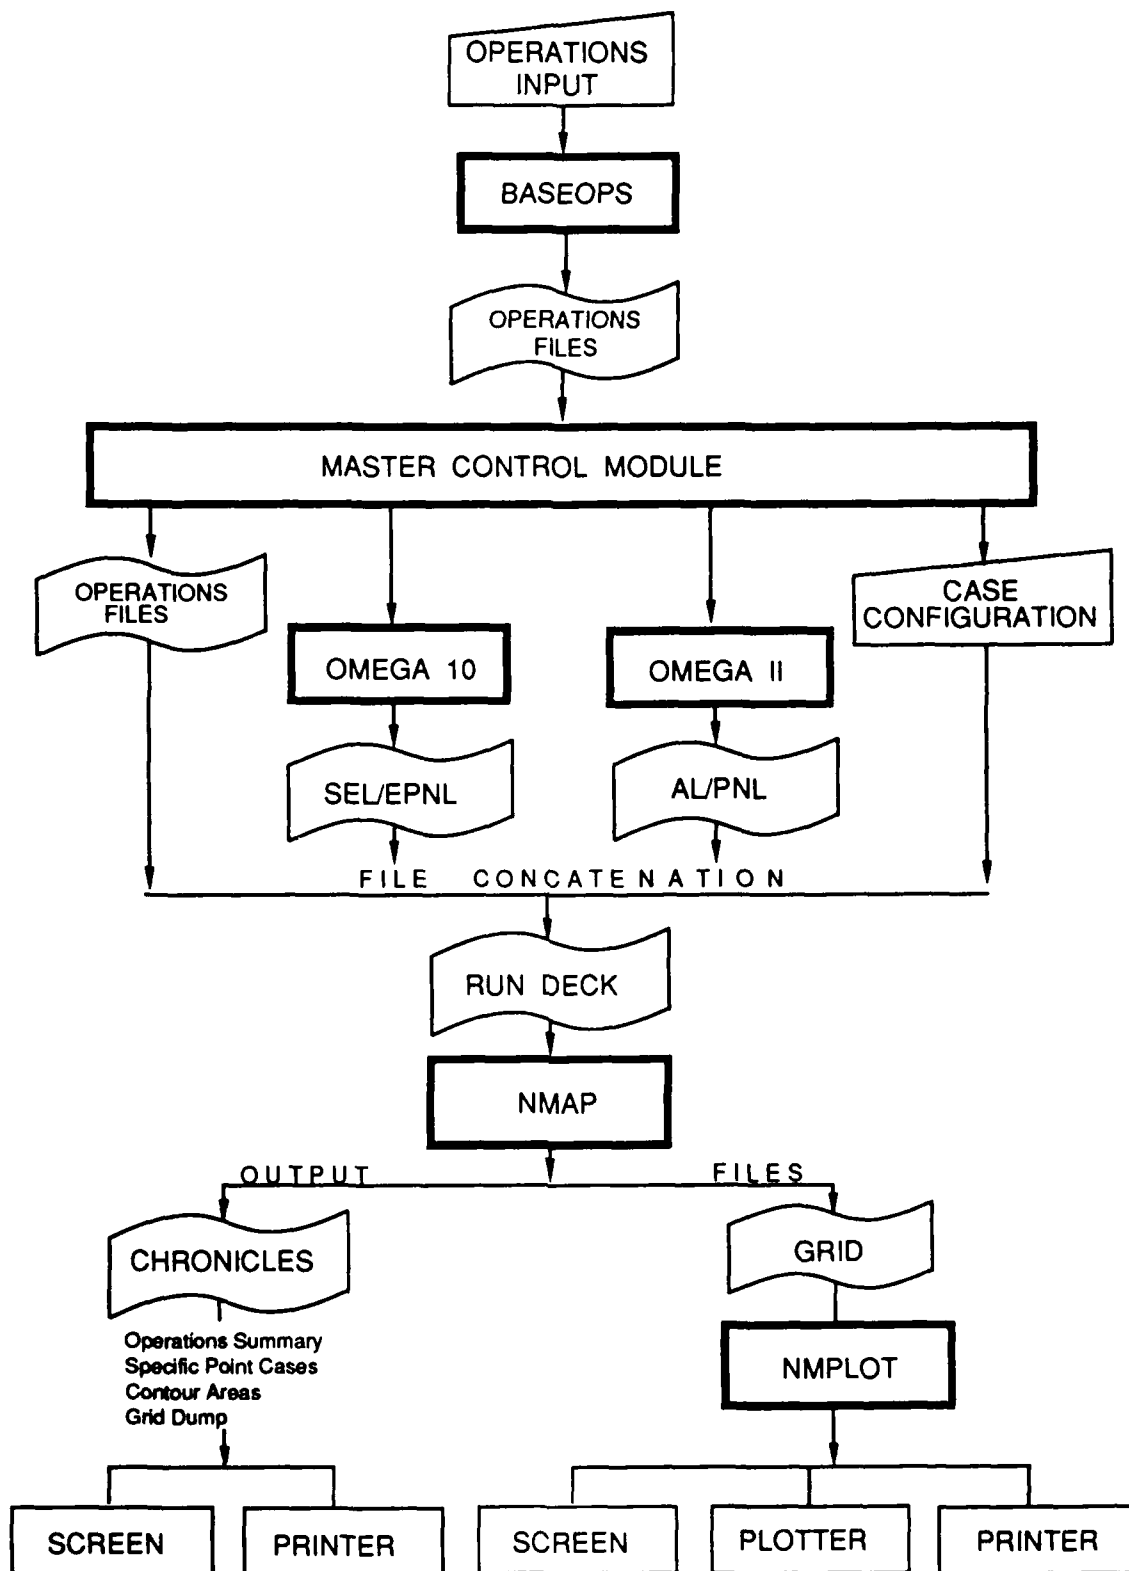 OPERATIONS
INPUT
BASEOPS
OPERATIONS
FILES
MASTER CONTROL MODULE
OPERATIONS
FILES
CASE
CONFIGURATION
OMEGA 10
OMEGA II
SEL/EPNL
AL/PNL
FILE CONCATENATION
RUN DECK
NMAP
OUTPUT FILES
CHRONICLES
GRID
Operations Summary
Specific Point Cases
Contour Areas
Grid Dump
NMPLOT
SCREEN
PRINTER
SCREEN
PLOTTER
PRINTER